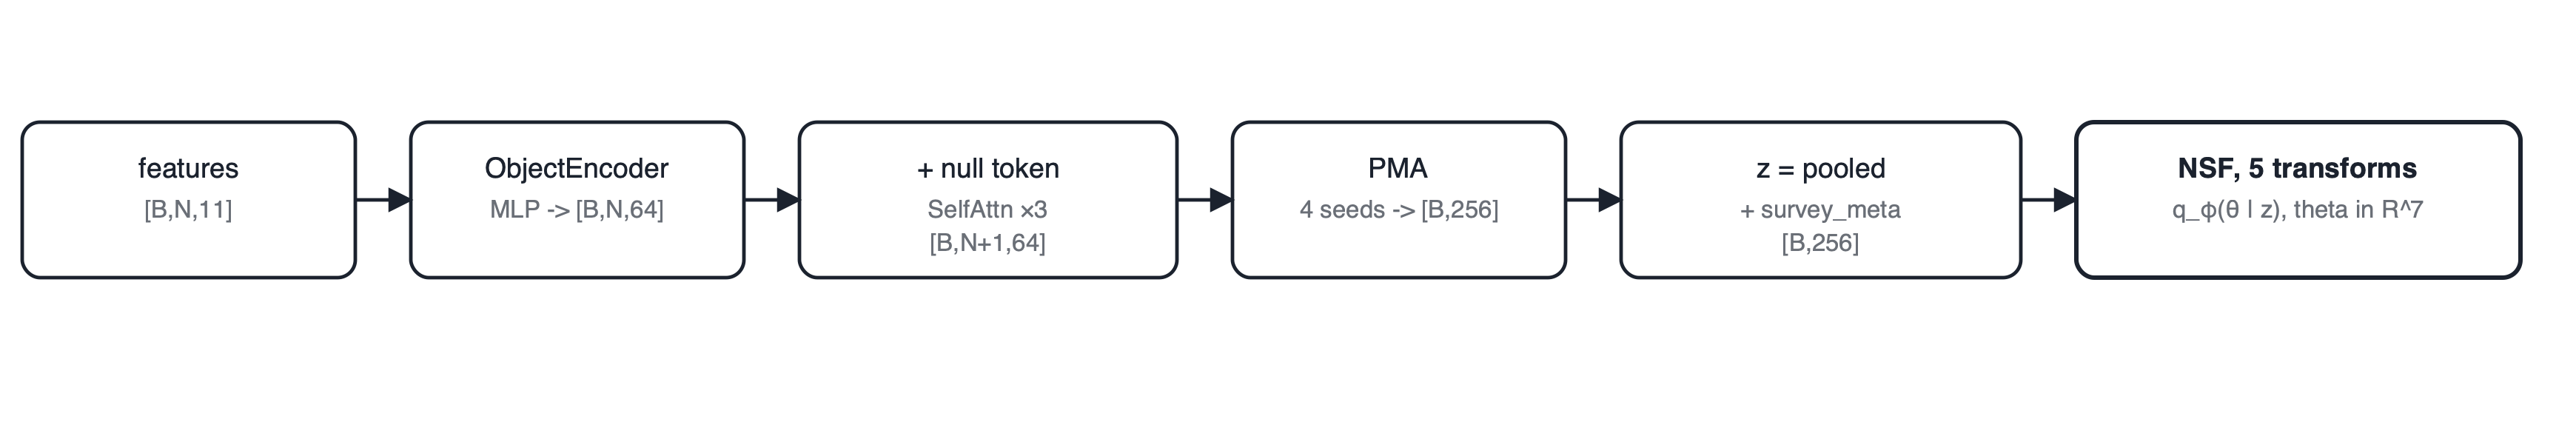 features
[B,N,11]
ObjectEncoder
MLP -> [B,N,64]
+ null token
SelfAttn ×3
[B,N+1,64]
PMA
4 seeds -> [B,256]
z = pooled
+ survey_meta
[B,256]
NSF, 5 transforms
q_φ(θ | z), theta in R^7